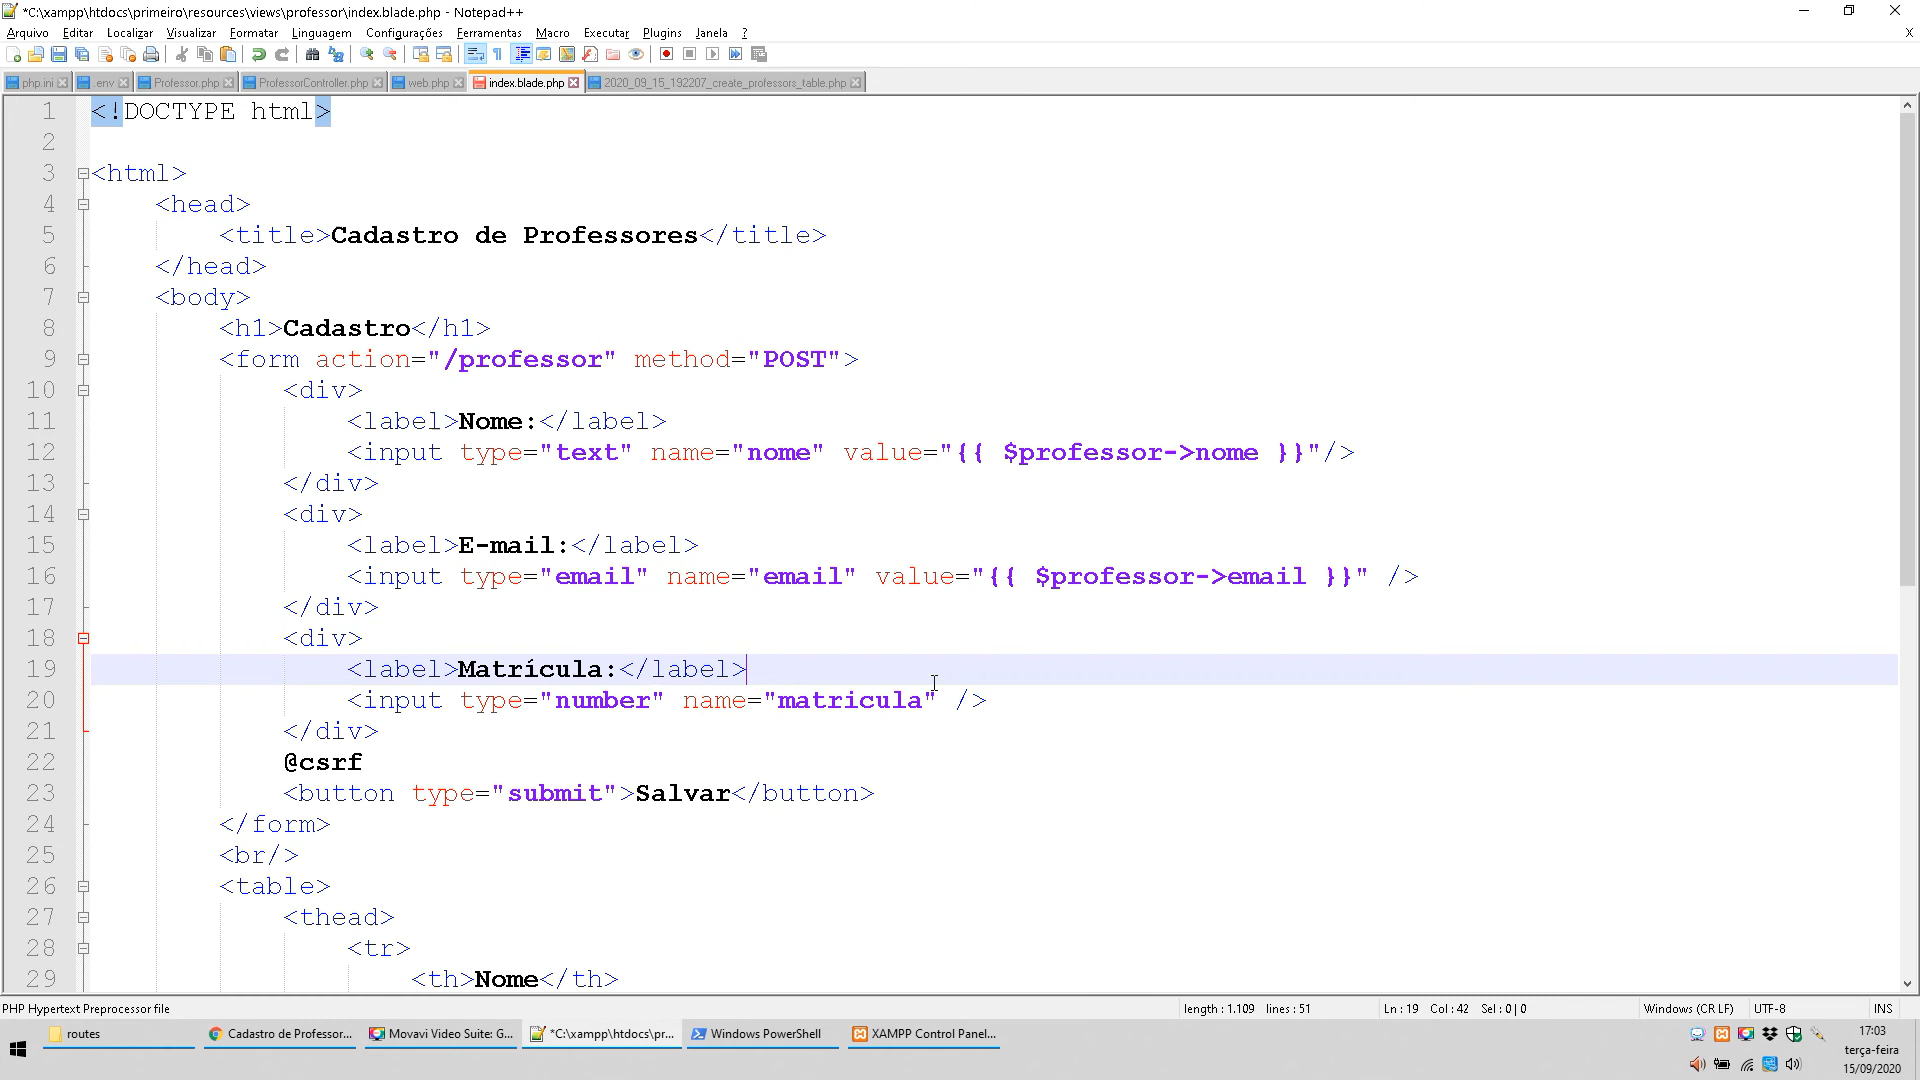 *C:\xampp\htdocs\primeiro\resources\views\professor\index.blade.php - Notepad++
Arquivo Editar Localizar Visualizar Formatar Linguagem Configurações Ferramentas Macro Executar Plugins Janela ? X
php.ini .env Professor.php ProfessorController.php web.php index.blade.php 2020_09_15_192207_create_professors_table.php
1 <!DOCTYPE html>
2
3 <html>
4 <head>
5 <title>Cadastro de Professores</title>
6 </head>
7 <body>
8 <h1>Cadastro</h1>
9 <form action="/professor" method="POST">
10 <div>
11 <label>Nome:</label>
12 <input type="text" name="nome" value="{{ $professor->nome }}"/>
13 </div>
14 <div>
15 <label>E-mail:</label>
16 <input type="email" name="email" value="{{ $professor->email }}" />
17 </div>
18 <div>
19 <label>Matrícula:</label>
20 <input type="number" name="matricula" />
21 </div>
22 @csrf
23 <button type="submit">Salvar</button>
24 </form>
25 <br/>
26 <table>
27 <thead>
28 <tr>
29 <th>Nome</th>
PHP Hypertext Preprocessor file length : 1.109 lines : 51 Ln : 19 Col : 42 Sel : 0 | 0 Windows (CR LF) UTF-8 INS
routes Cadastro de Professor... Movavi Video Suite: G... *C:\xampp\htdocs\pr... Windows PowerShell XAMPP Control Panel...
17:03
terça-feira
15/09/2020